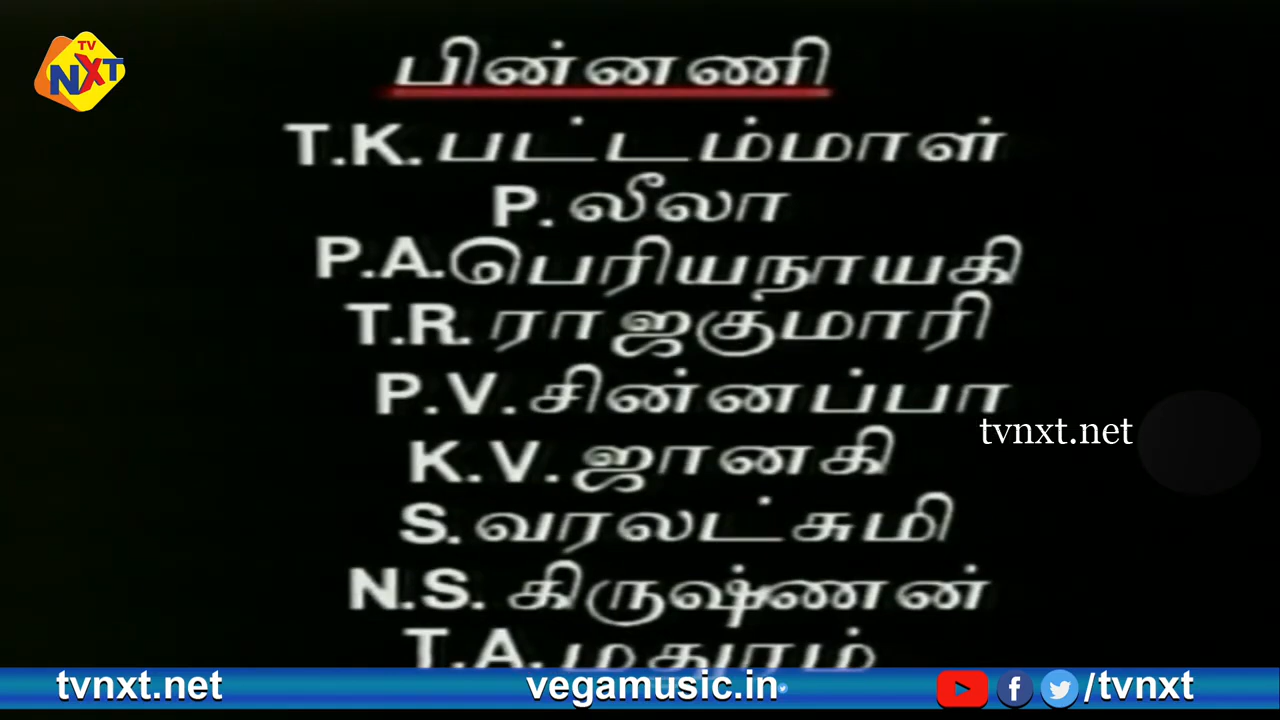 TV
NXT
பின்னணி
T.K. பட்டம்மாள்
P. லீலா
P.A. பெரியநாயகி
T.R. ராஜகுமாரி
P.V. சின்னப்பா
tvnxt.net
K.V. ஜானகி
S. வரலட்சுமி
N.S. கிருஷ்ணன்
T.A. மதுரம்
tvnxt.net vegamusic.in /tvnxt